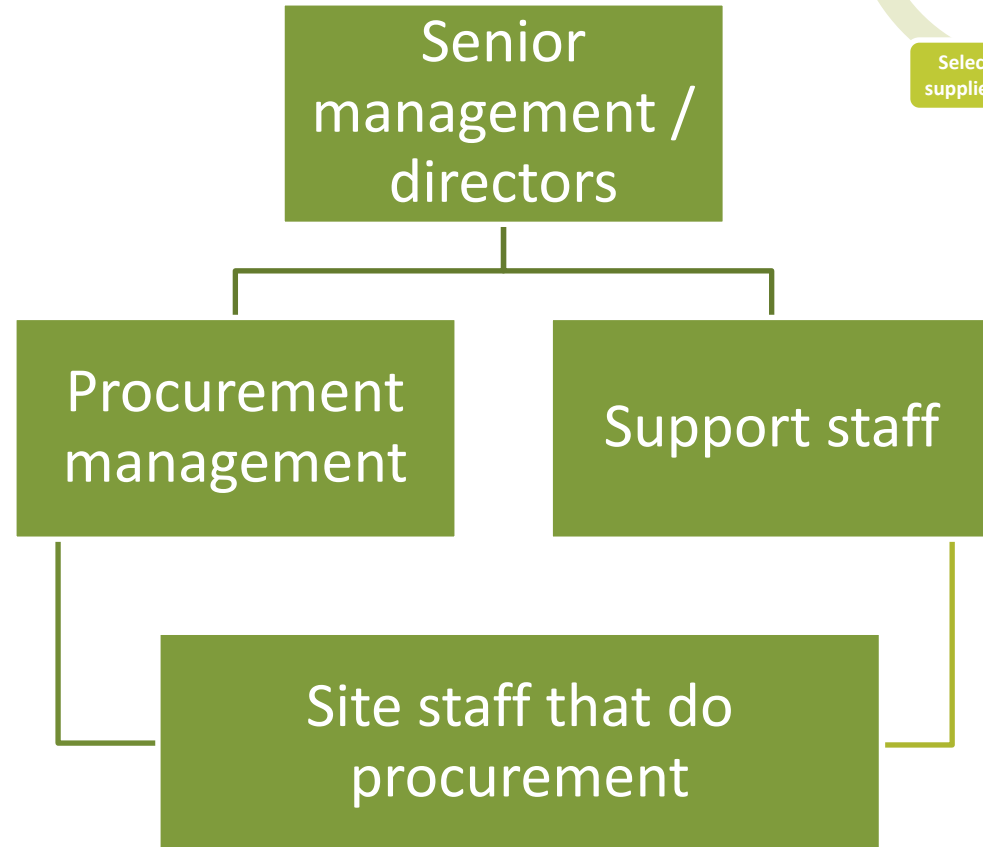 Senior
management /
directors
Procurement
management
Support staff
Site staff that do
procurement